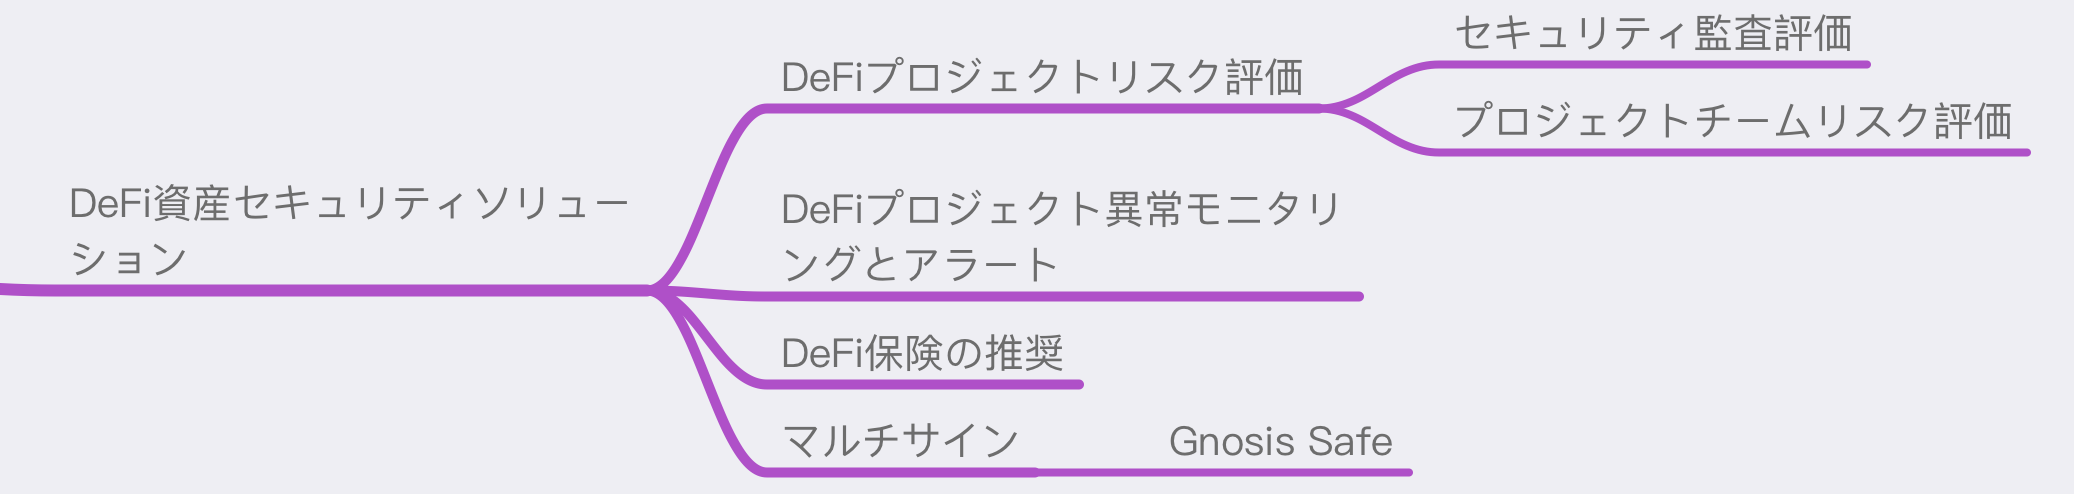 DeFi資産セキュリティソリュー
ション
DeFiプロジェクトリスク評価
セキュリティ監査評価
プロジェクトチームリスク評価
DeFiプロジェクト異常モニタリ
ングとアラート
DeFi保険の推奨
マルチサイン
Gnosis Safe